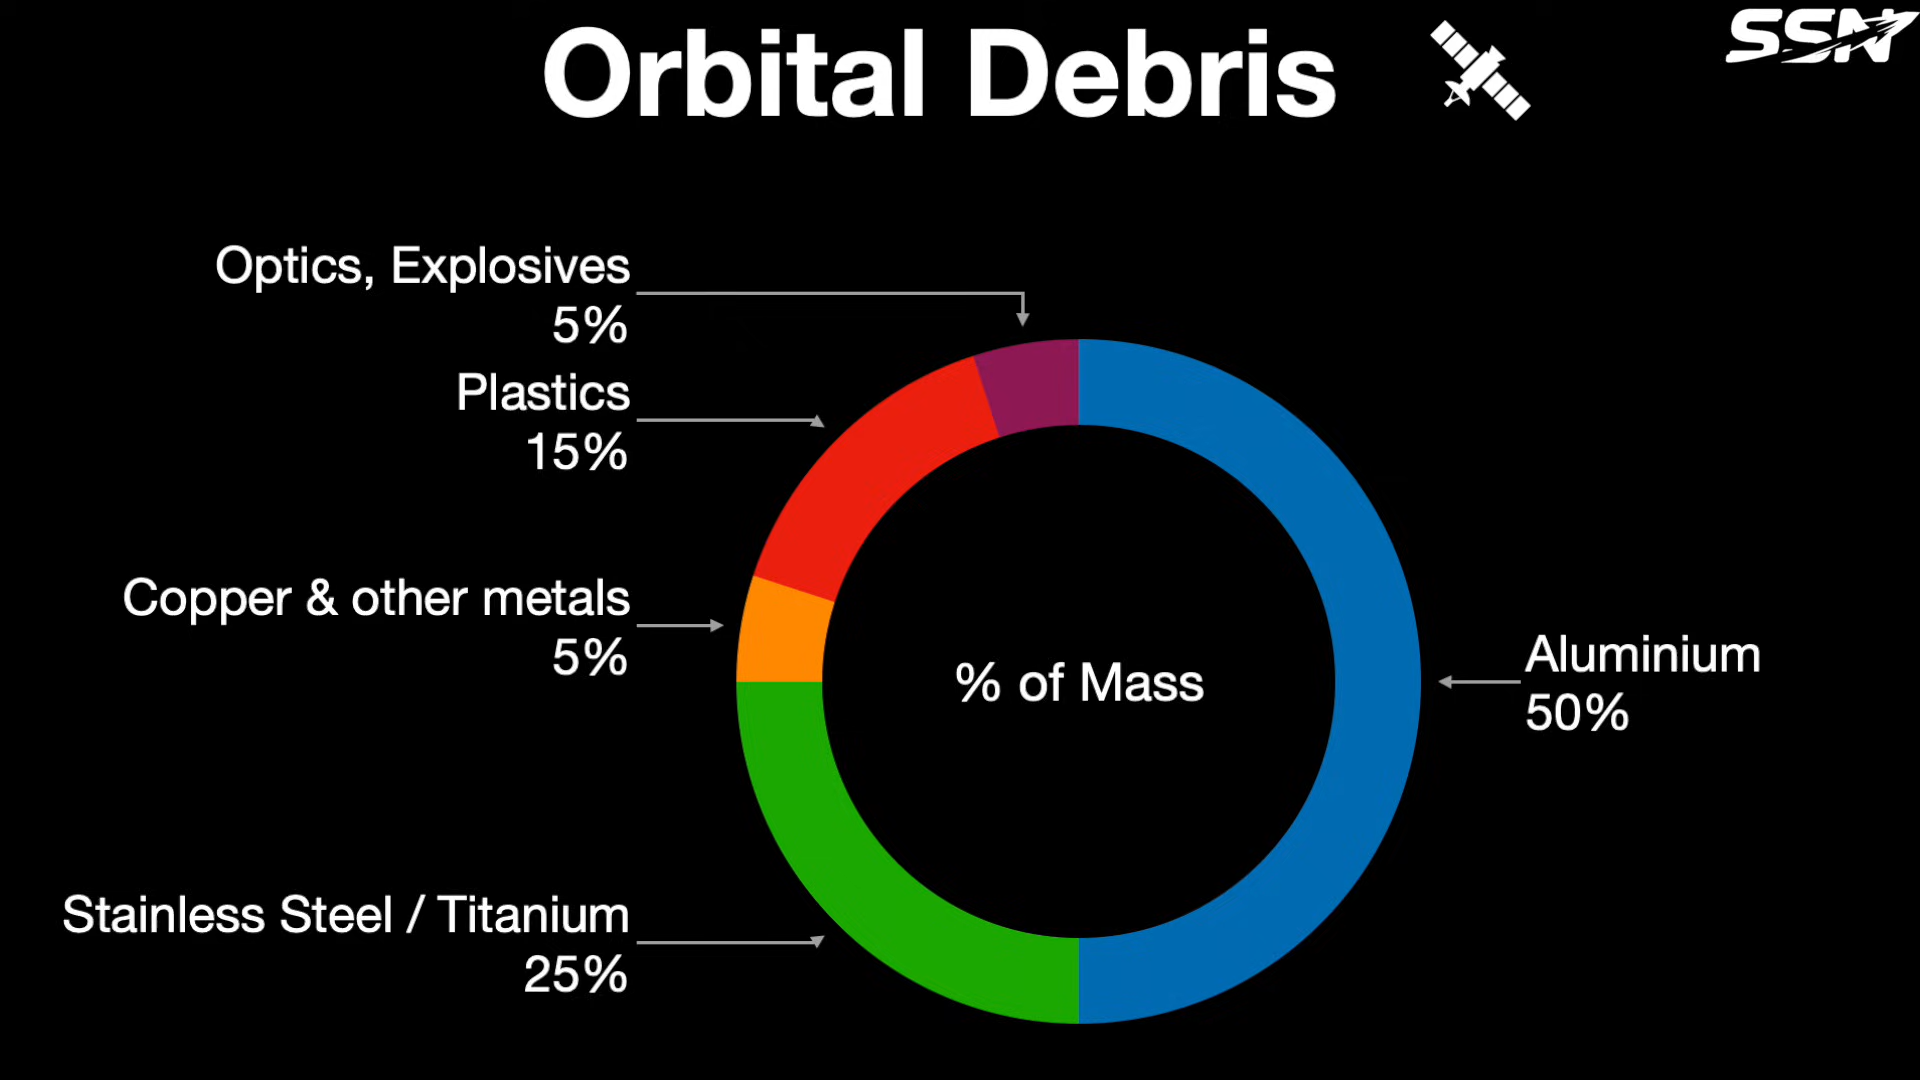 Orbital Debris
SSN
Optics, Explosives
5%
Plastics
15%
Copper & other metals
5%
% of Mass
Aluminium
50%
Stainless Steel / Titanium
25%